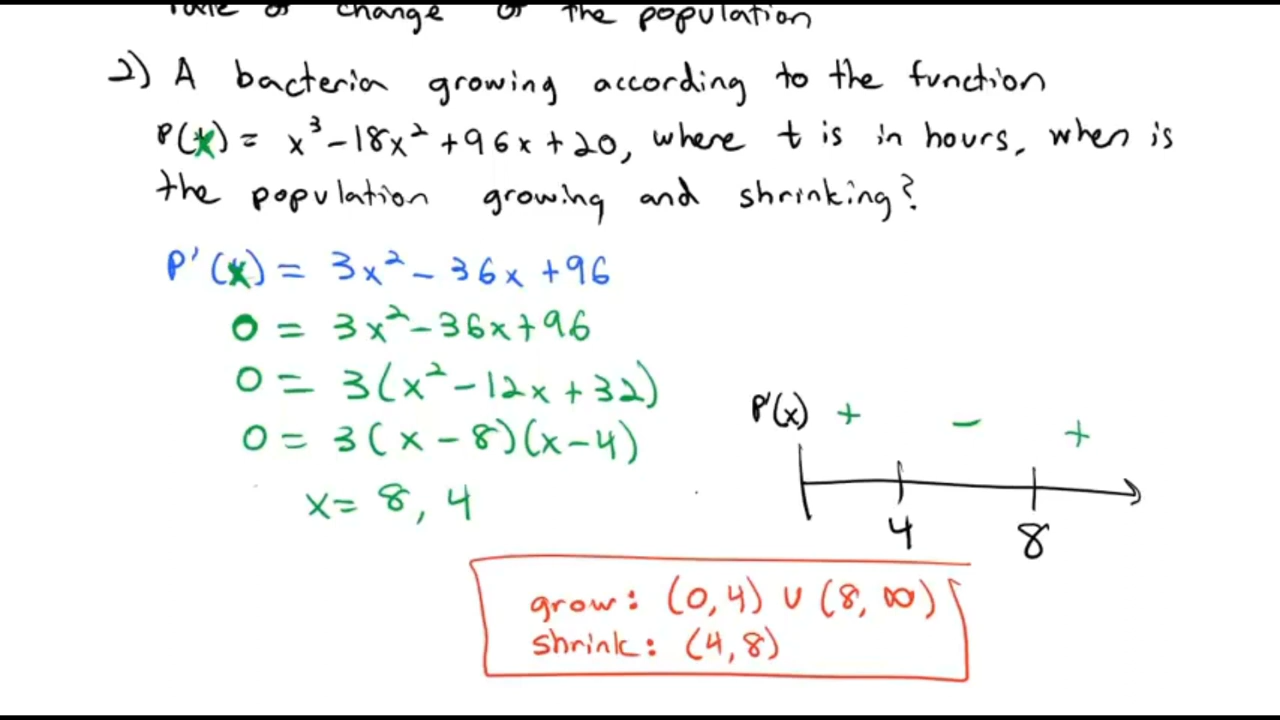 rate of change of the population
2) A bacteria growing according to the function
P(x) = x³ - 18x² + 96x + 20, where t is in hours, when is
the population growing and shrinking?
P'(x) = 3x² - 36x + 96
0 = 3x² - 36x + 96
0 = 3(x² - 12x + 32)
0 = 3(x - 8)(x - 4)
x = 8, 4
P'(x) + - +
4 8
grow: (0, 4) ∪ (8, ∞)
shrink: (4, 8)